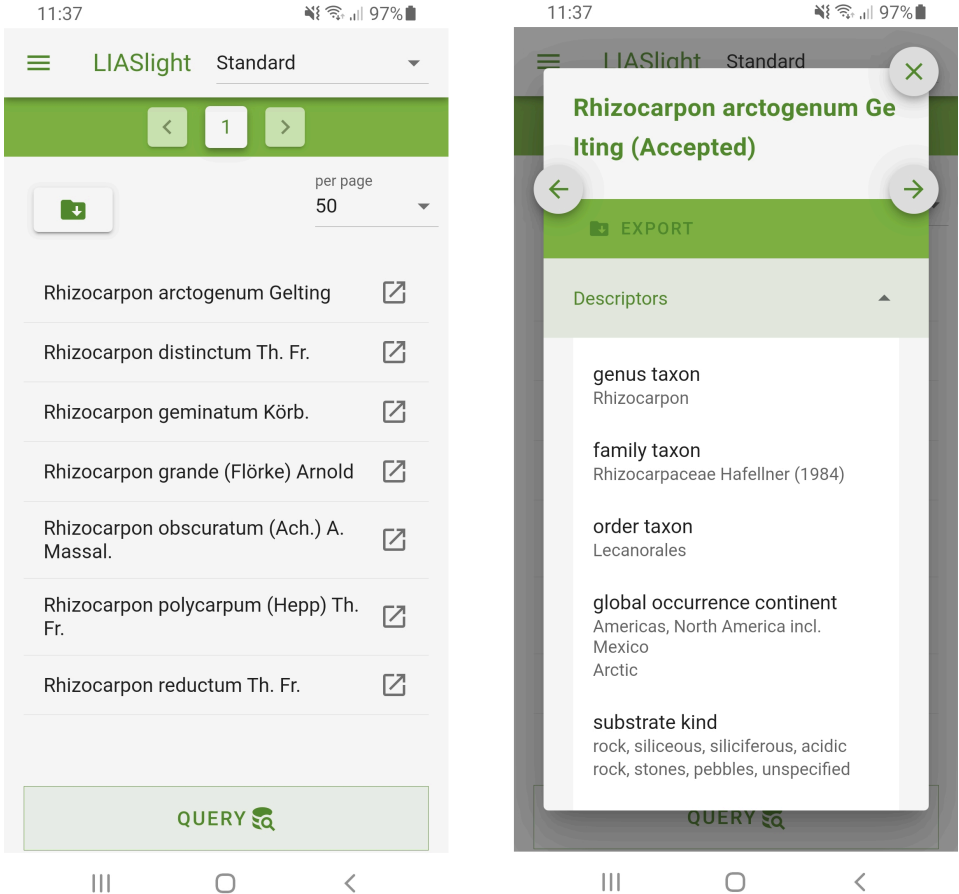 11:37
97%
LIASlight
Standard
1
per page
50
Rhizocarpon arctogenum Gelting
Rhizocarpon distinctum Th. Fr.
Rhizocarpon geminatum Körb.
Rhizocarpon grande (Flörke) Arnold
Rhizocarpon obscuratum (Ach.) A.
Massal.
Rhizocarpon polycarpum (Hepp) Th.
Fr.
Rhizocarpon reductum Th. Fr.
QUERY
11:37
97%
LIASlight
Standard
Rhizocarpon arctogenum Ge
lting (Accepted)
EXPORT
Descriptors
genus taxon
Rhizocarpon
family taxon
Rhizocarpaceae Hafellner (1984)
order taxon
Lecanorales
global occurrence continent
Americas, North America incl.
Mexico
Arctic
substrate kind
rock, siliceous, siliciferous, acidic
rock, stones, pebbles, unspecified
QUERY